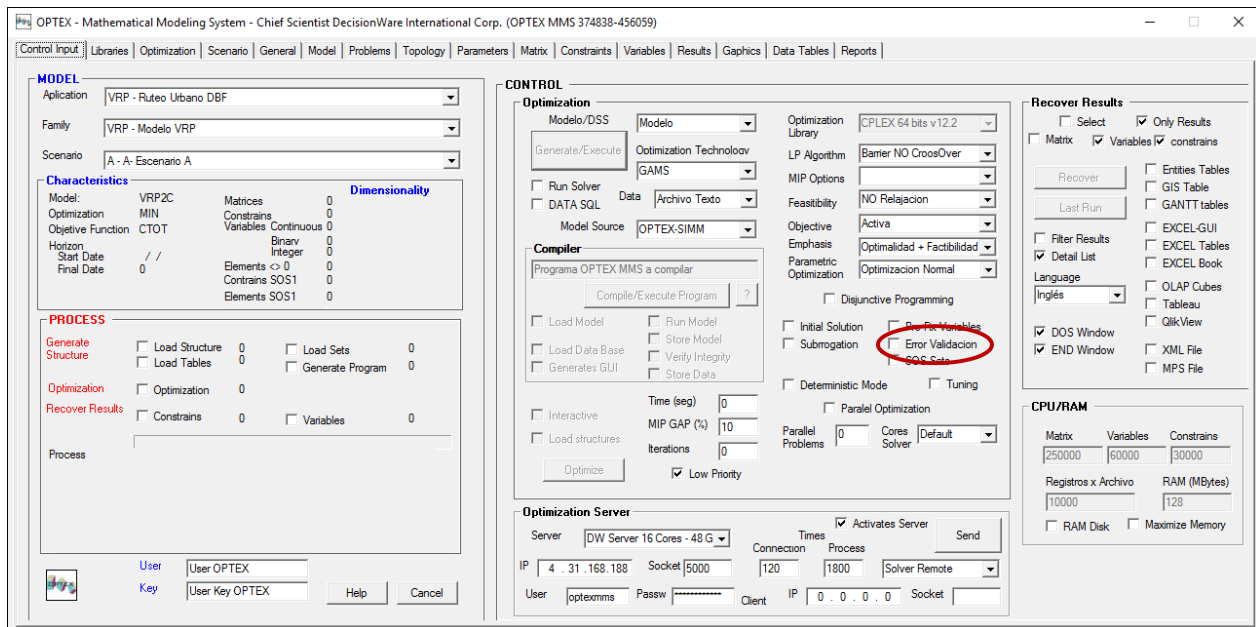 OPTEX - Mathematical Modeling System - Chief Scientist DecisionWare International Corp. (OPTEX MMS 374838-456059)
Control Input Libraries Optimization Scenario General Model Problems Topology Parameters Matrix Constraints Variables Results Gaphics Data Tables Reports
MODEL
Aplication VRP - Ruteo Urbano DBF
Family VRP - Modelo VRP
Scenario A - A- Escenario A
Characteristics
Dimensionality
Model: VRP2C Matrices 0
Optimization MIN Constrains 0
Objetive Function CTOT Variables Continuous 0
Horizon Binary 0
Start Date / / Integer 0
Final Date 0 Elements <> 0 0
Contrains SOS1 0
Elements SOS1 0
PROCESS
Generate Structure Load Structure 0 Load Sets 0
Load Tables 0 Generate Program 0
Optimization Optimization 0
Recover Results Constrains 0 Variables 0
Process
User User OPTEX
Key User Key OPTEX Help Cancel
CONTROL
Optimization
Modelo/DSS Modelo
Generate/Execute Optimization Technology
GAMS
Run Solver
DATA SQL Data Archivo Texto
Model Source OPTEX-SIMM
Compiler
Programa OPTEX MMS a compilar
Compile/Execute Program ?
Load Model Run Model
Store Model
Load Data Base Verify Integrity
Generates GUI Store Data
Interactive
Load structures
Optimize
Time (seg) 0
MIP GAP (%) 10
Iterations 0
Low Priority
Optimization Library CPLEX 64 bits v12.2
LP Algorithm Barrier NO CroosOver
MIP Options
Feasitibility NO Relajacion
Objective Activa
Emphasis Optimalidad + Factibilidad
Parametric Optimization Optimizacion Normal
Disjunctive Programming
Initial Solution Pre Fix Variables
Subrrogation Error Validacion
SOS Sets
Deterministic Mode Tuning
Paralel Optimization
Parallel Problems 0 Cores Solver Default
Optimization Server
Server DW Server 16 Cores - 48 G
Activates Server
Times
Connection Process
Send
IP 4 . 31 .168.188 Socket 5000 120 1800 Solver Remote
User optexmms Passw ************ Client IP 0 . 0 . 0 . 0 Socket
Recover Results
Select Only Results
Matrix Variables constrains
Recover
Last Run
Entities Tables
GIS Table
GANTT tables
EXCEL-GUI
EXCEL Tables
EXCEL Book
OLAP Cubes
Tableau
QlikView
XML File
MPS File
Filter Results
Detail List
Language
Inglés
DOS Window
END Window
CPU/RAM
Matrix Variables Constrains
250000 60000 30000
Registros x Archivo RAM (MBytes)
10000 128
RAM Disk Maximize Memory